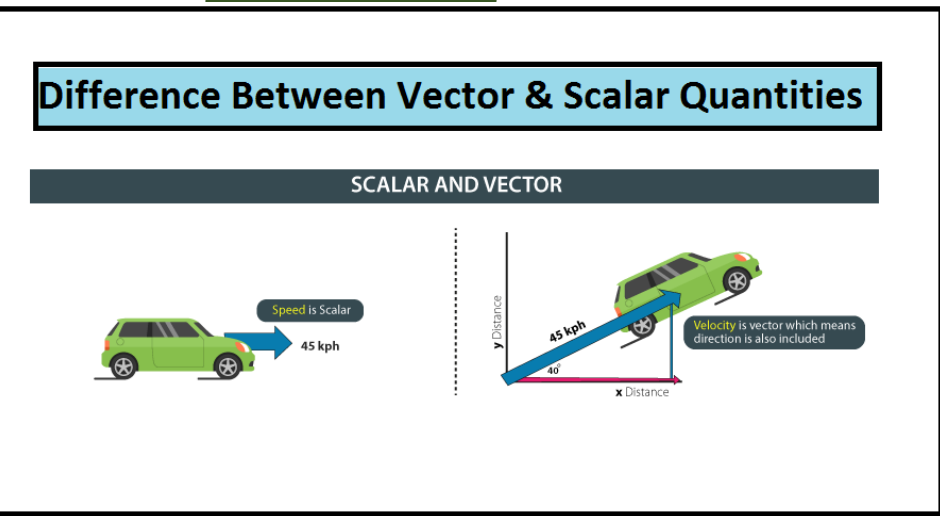 Difference Between Vector & Scalar Quantities
SCALAR AND VECTOR
Speed is Scalar
45 kph
y Distance
45 kph
40°
x Distance
Velocity is vector which means
direction is also included